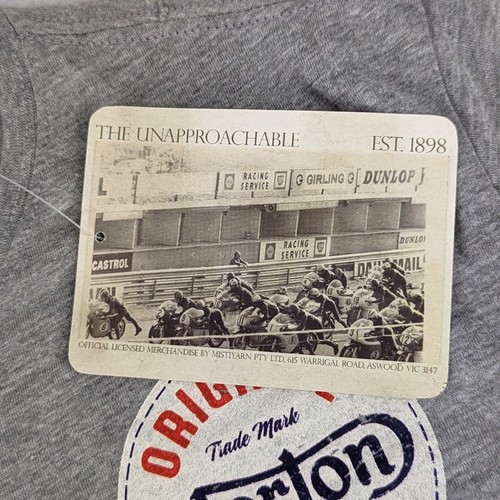 THE UNAPPROACHABLE EST. 1898
RACING SERVICE
G GIRLING G
DUNLOP
RACING SERVICE
CASTROL
OFFICIAL LICENSED MERCHANDISE BY MISTIYARN PTY LTD, 615 WARRIGAL ROAD, ASWOOD VIC 3147
Trade Mark